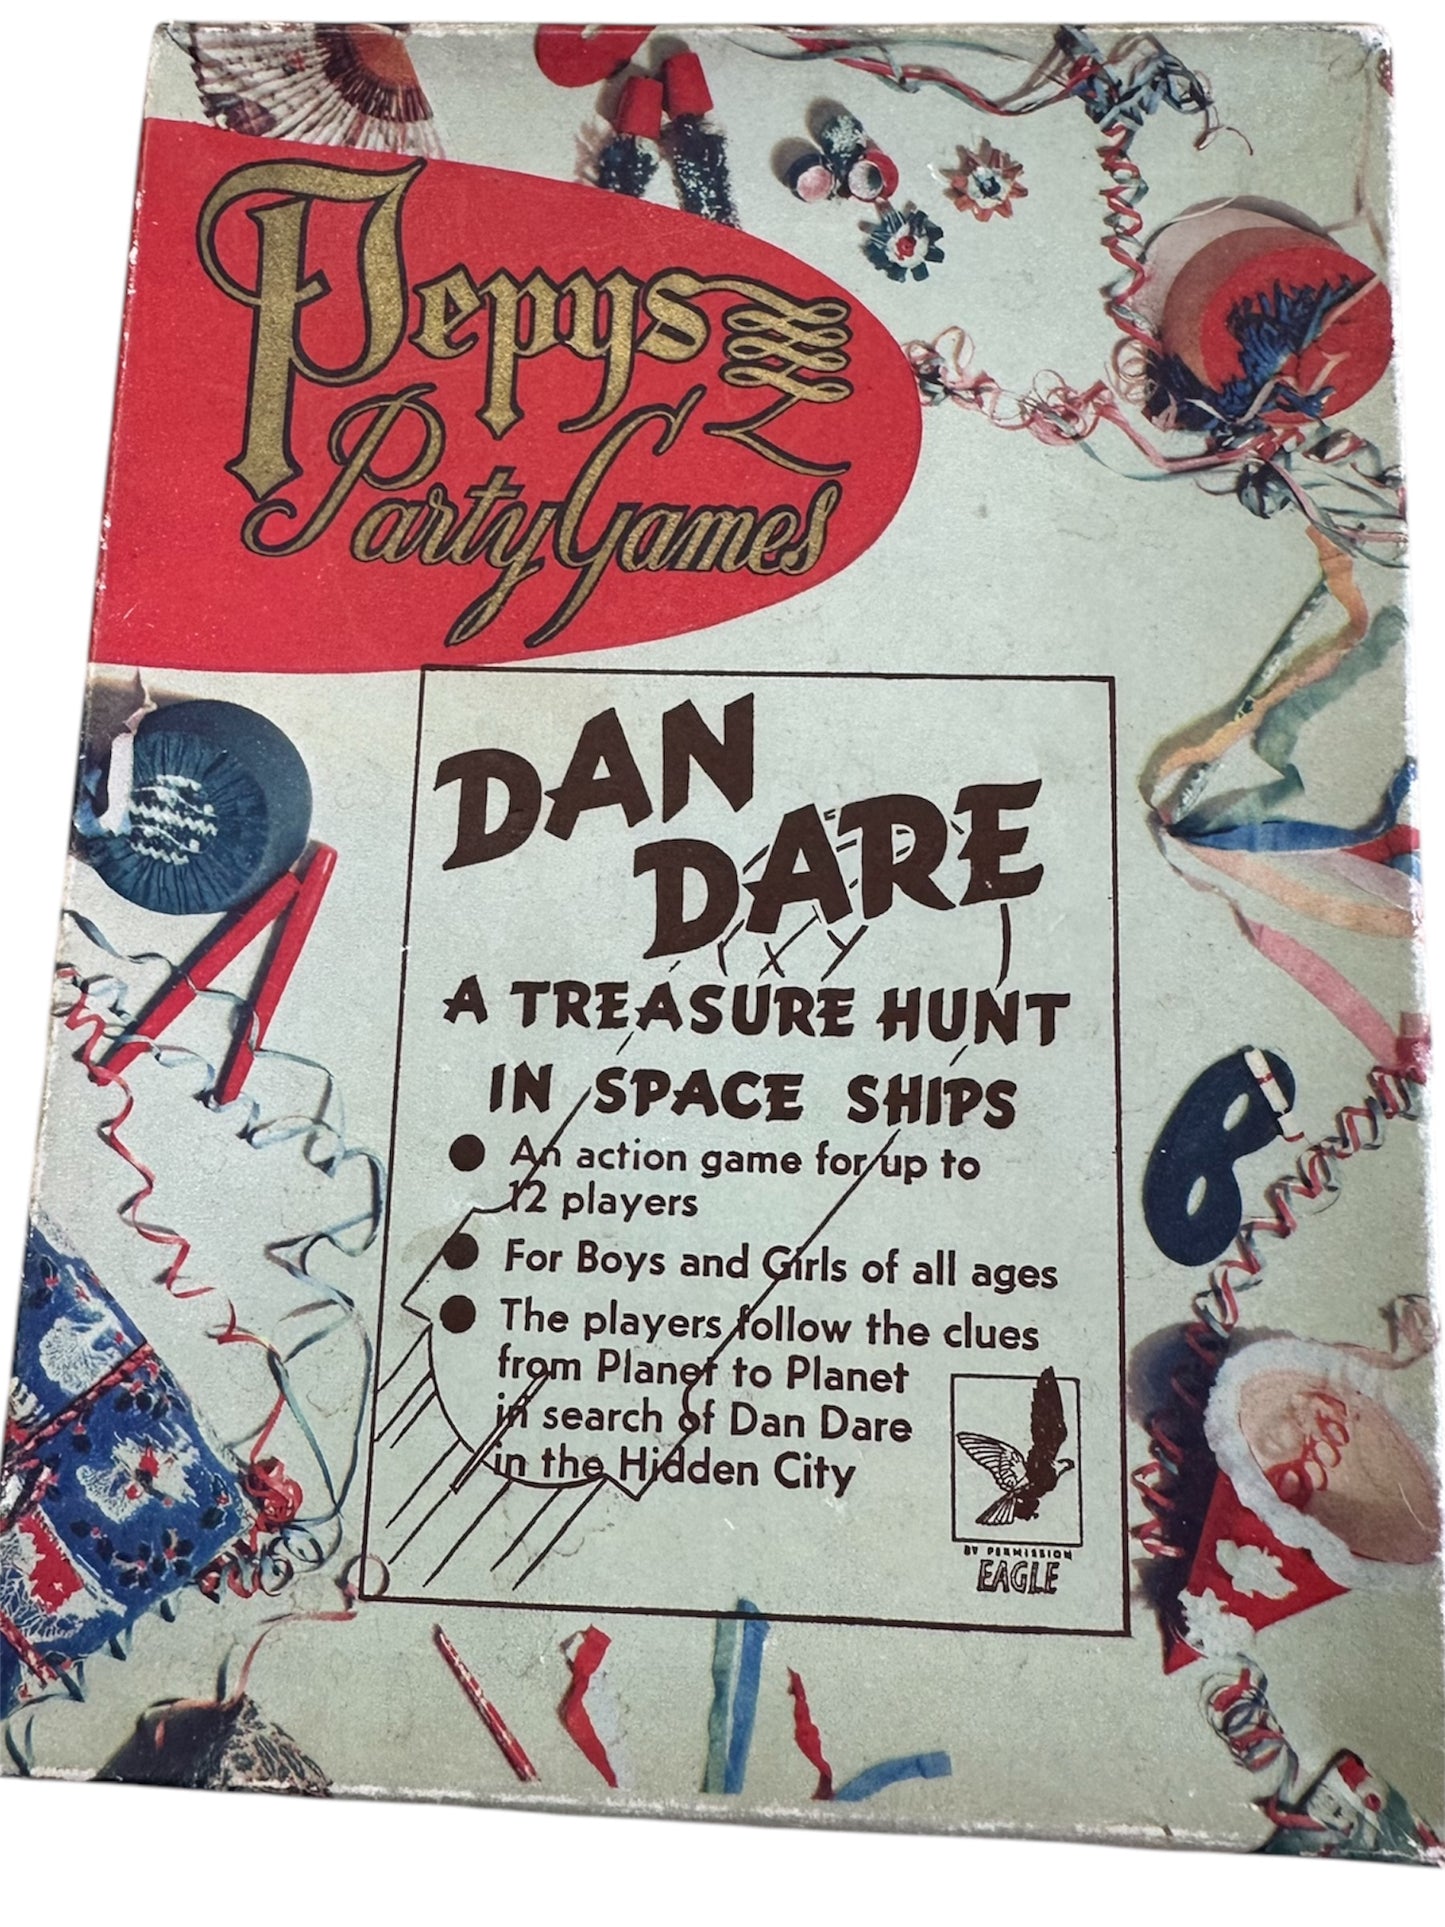 Pepys
Party Games
DAN
DARE
A TREASURE HUNT
IN SPACE SHIPS
● An action game for up to
12 players
● For Boys and Girls of all ages
● The players follow the clues
from Planet to Planet
in search of Dan Dare
in the Hidden City
BY PERMISSION
EAGLE